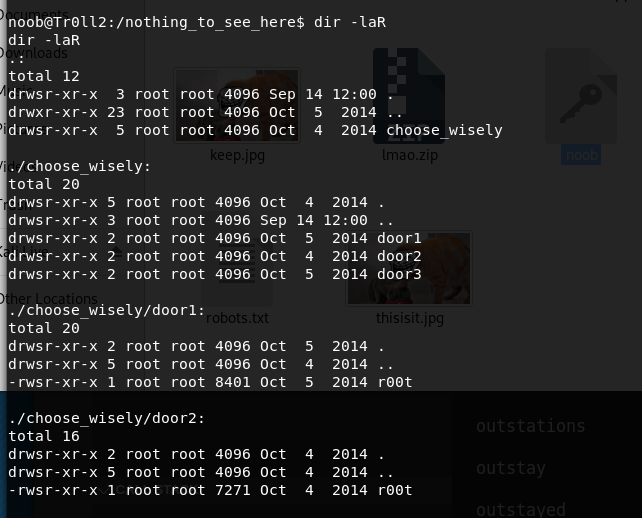 noob@Tr0ll2:/nothing_to_see_here$ dir -laR
dir -laR
.:
total 12
drwsr-xr-x  3 root root 4096 Sep 14 12:00 .
drwxr-xr-x 23 root root 4096 Oct  5  2014 ..
drwsr-xr-x  5 root root 4096 Oct  4  2014 choose_wisely
./choose_wisely:
total 20
drwsr-xr-x 5 root root 4096 Oct  4  2014 .
drwsr-xr-x 3 root root 4096 Sep 14 12:00 ..
drwsr-xr-x 2 root root 4096 Oct  5  2014 door1
drwsr-xr-x 2 root root 4096 Oct  4  2014 door2
drwsr-xr-x 2 root root 4096 Oct  5  2014 door3
./choose_wisely/door1:
total 20
drwsr-xr-x 2 root root 4096 Oct  5  2014 .
drwsr-xr-x 5 root root 4096 Oct  4  2014 ..
-rwsr-xr-x 1 root root 8401 Oct  5  2014 r00t
./choose_wisely/door2:
total 16
drwsr-xr-x 2 root root 4096 Oct  4  2014 .
drwsr-xr-x 5 root root 4096 Oct  4  2014 ..
-rwsr-xr-x 1 root root 7271 Oct  4  2014 r00t
keep.jpg
lmao.zip
noob
robots.txt
thisisit.jpg
ZIP
Other Locations
outstations
outstay
outstayed